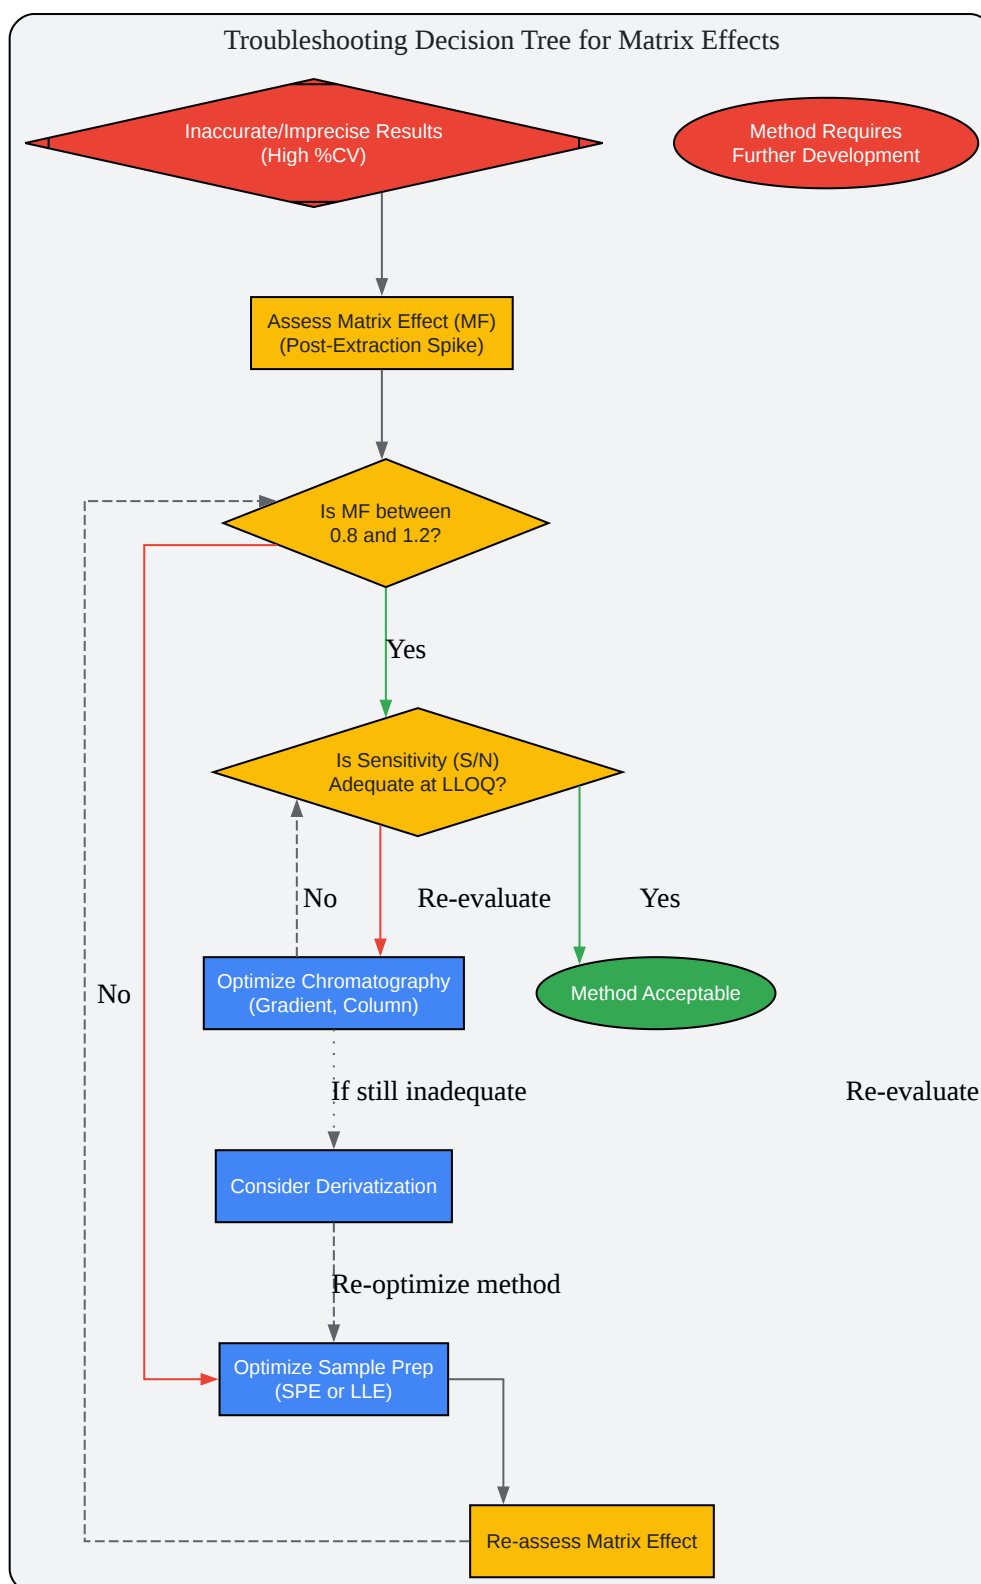 Troubleshooting Decision Tree for Matrix Effects
Inaccurate/Imprecise Results
(High %CV)
Method Requires
Further Development
Assess Matrix Effect (MF)
(Post-Extraction Spike)
Is MF between
0.8 and 1.2?
Yes
Is Sensitivity (S/N)
Adequate at LLOQ?
No
Re-evaluate
Yes
Optimize Chromatography
(Gradient, Column)
Method Acceptable
No
If still inadequate
Re-evaluate
Consider Derivatization
Re-optimize method
Optimize Sample Prep
(SPE or LLE)
Re-assess Matrix Effect